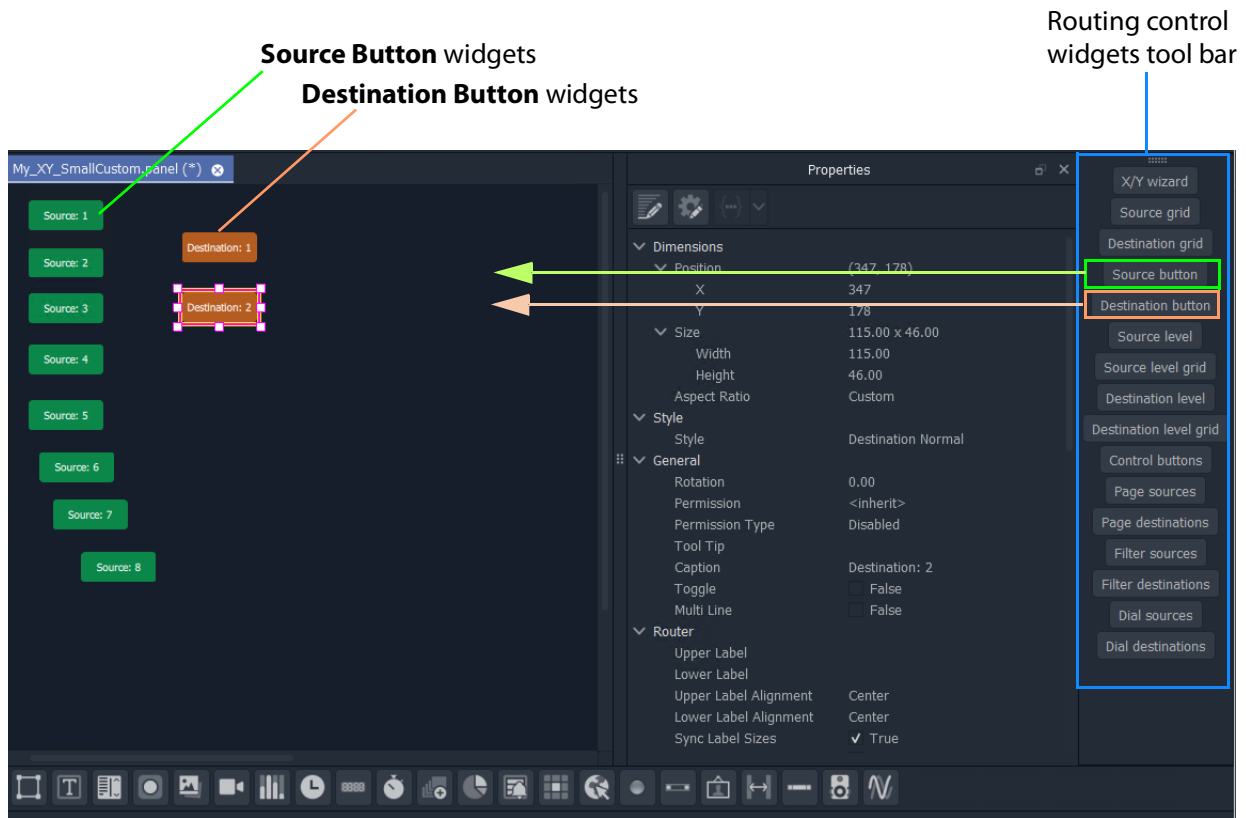 Routing control
widgets tool bar
Source Button widgets
Destination Button widgets
My_XY_SmallCustom.panel (*)
Source: 1
Source: 2
Source: 3
Source: 4
Source: 5
Source: 6
Source: 7
Source: 8
Destination: 1
Destination: 2
Properties
Dimensions
Position (347, 178)
X 347
Y 178
Size 115.00 x 46.00
Width 115.00
Height 46.00
Aspect Ratio Custom
Style
Style Destination Normal
General
Rotation 0.00
Permission <inherit>
Permission Type Disabled
Tool Tip
Caption Destination: 2
Toggle False
Multi Line False
Router
Upper Label
Lower Label
Upper Label Alignment Center
Lower Label Alignment Center
Sync Label Sizes True
X/Y wizard
Source grid
Destination grid
Source button
Destination button
Source level
Source level grid
Destination level
Destination level grid
Control buttons
Page sources
Page destinations
Filter sources
Filter destinations
Dial sources
Dial destinations
T
8888